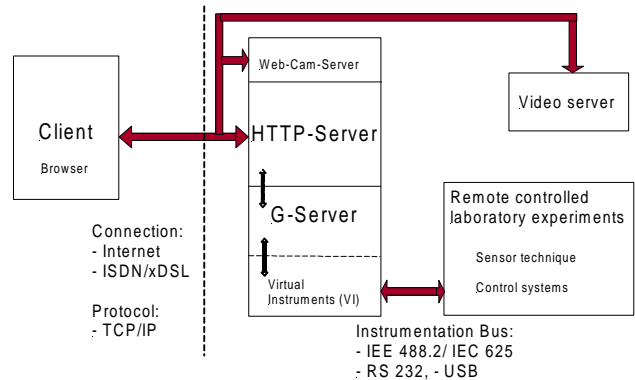 Web-Cam-Server
Video server
Client
Browser
HTTP-Server
G-Server
Virtual
Instruments (VI)
Remote controlled
laboratory experiments
Sensor technique
Control systems
Connection:
- Internet
- ISDN/xDSL
Protocol:
- TCP/IP
Instrumentation Bus:
- IEE 488.2/ IEC 625
- RS 232, - USB